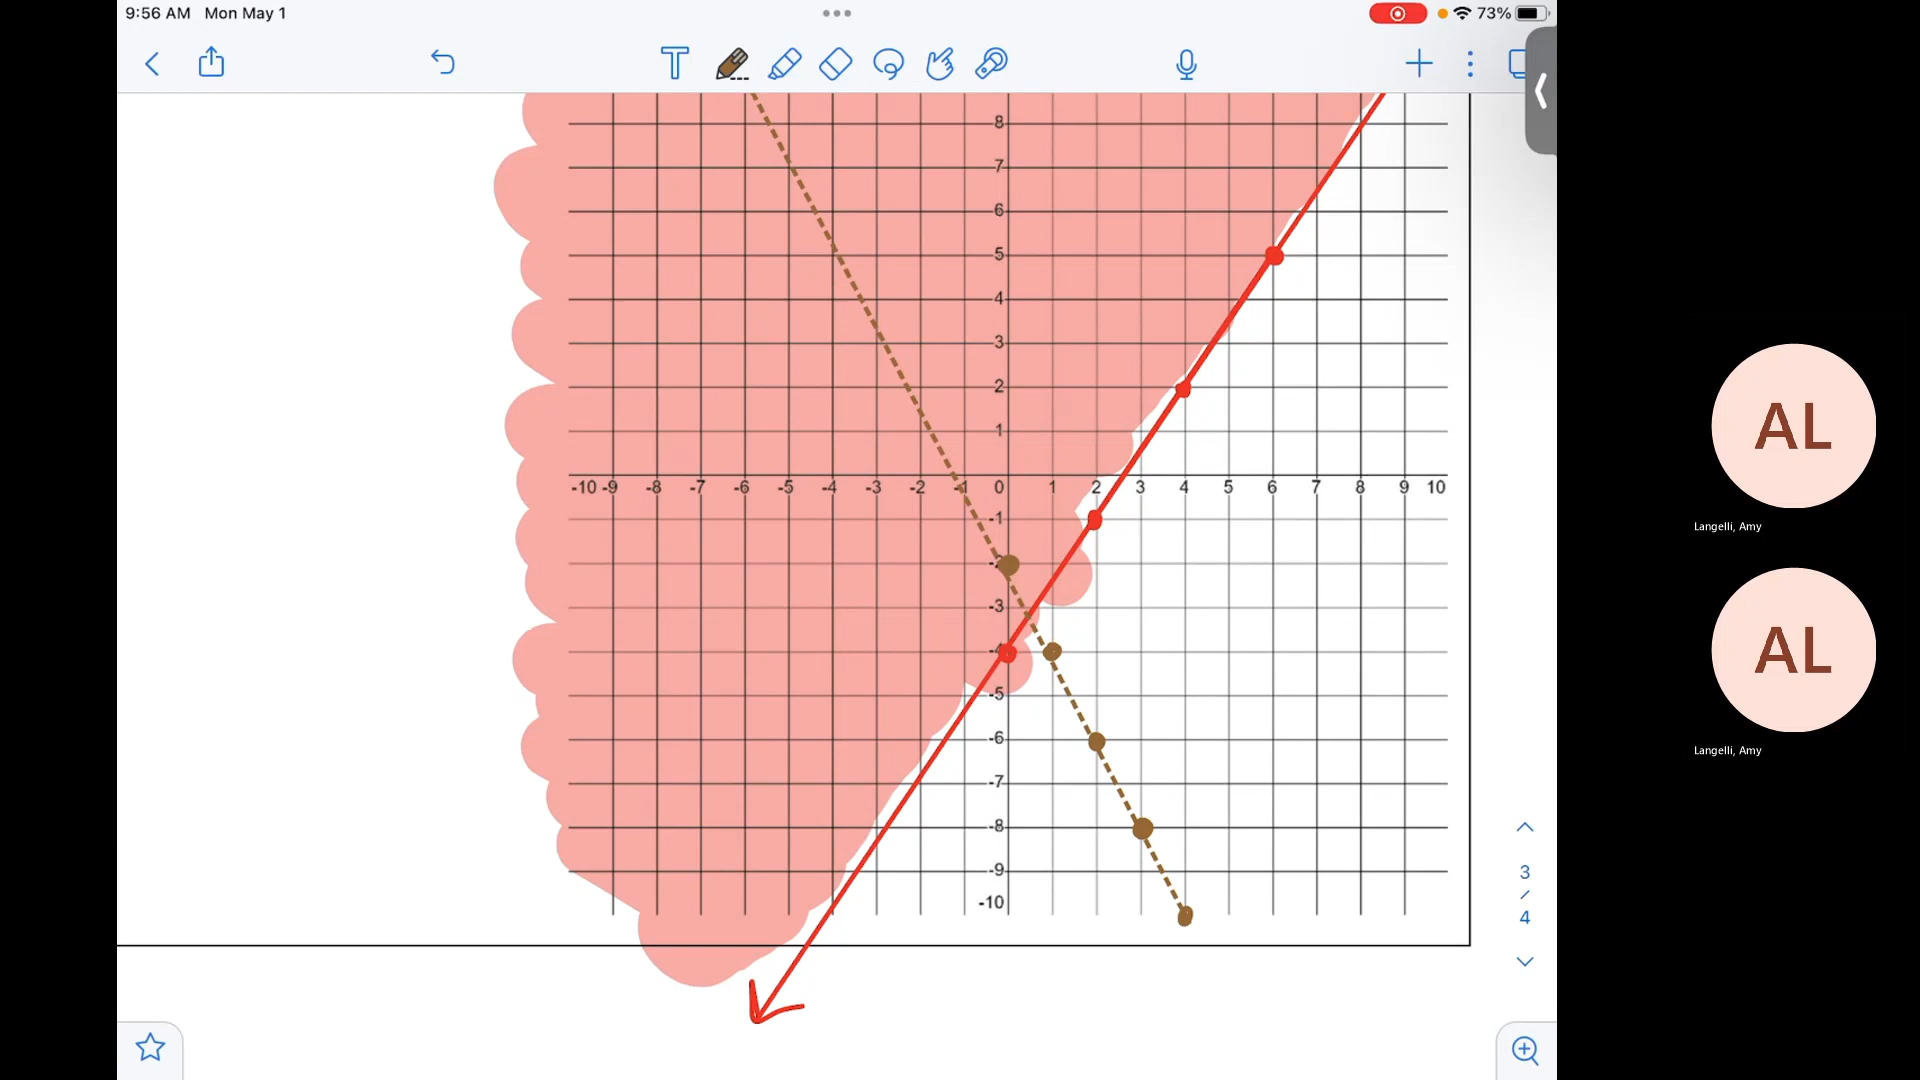 9:56 AM Mon May 1
73%
T
8
7
6
5
4
3
2
1
-10 -9 -8 -7 -6 -5 -4 -3 -2 -1 0 1 2 3 4 5 6 7 8 9 10
-1
-3
-5
-6
-7
-8
-9
-10
3
/
4
AL
Langelli, Amy
AL
Langelli, Amy